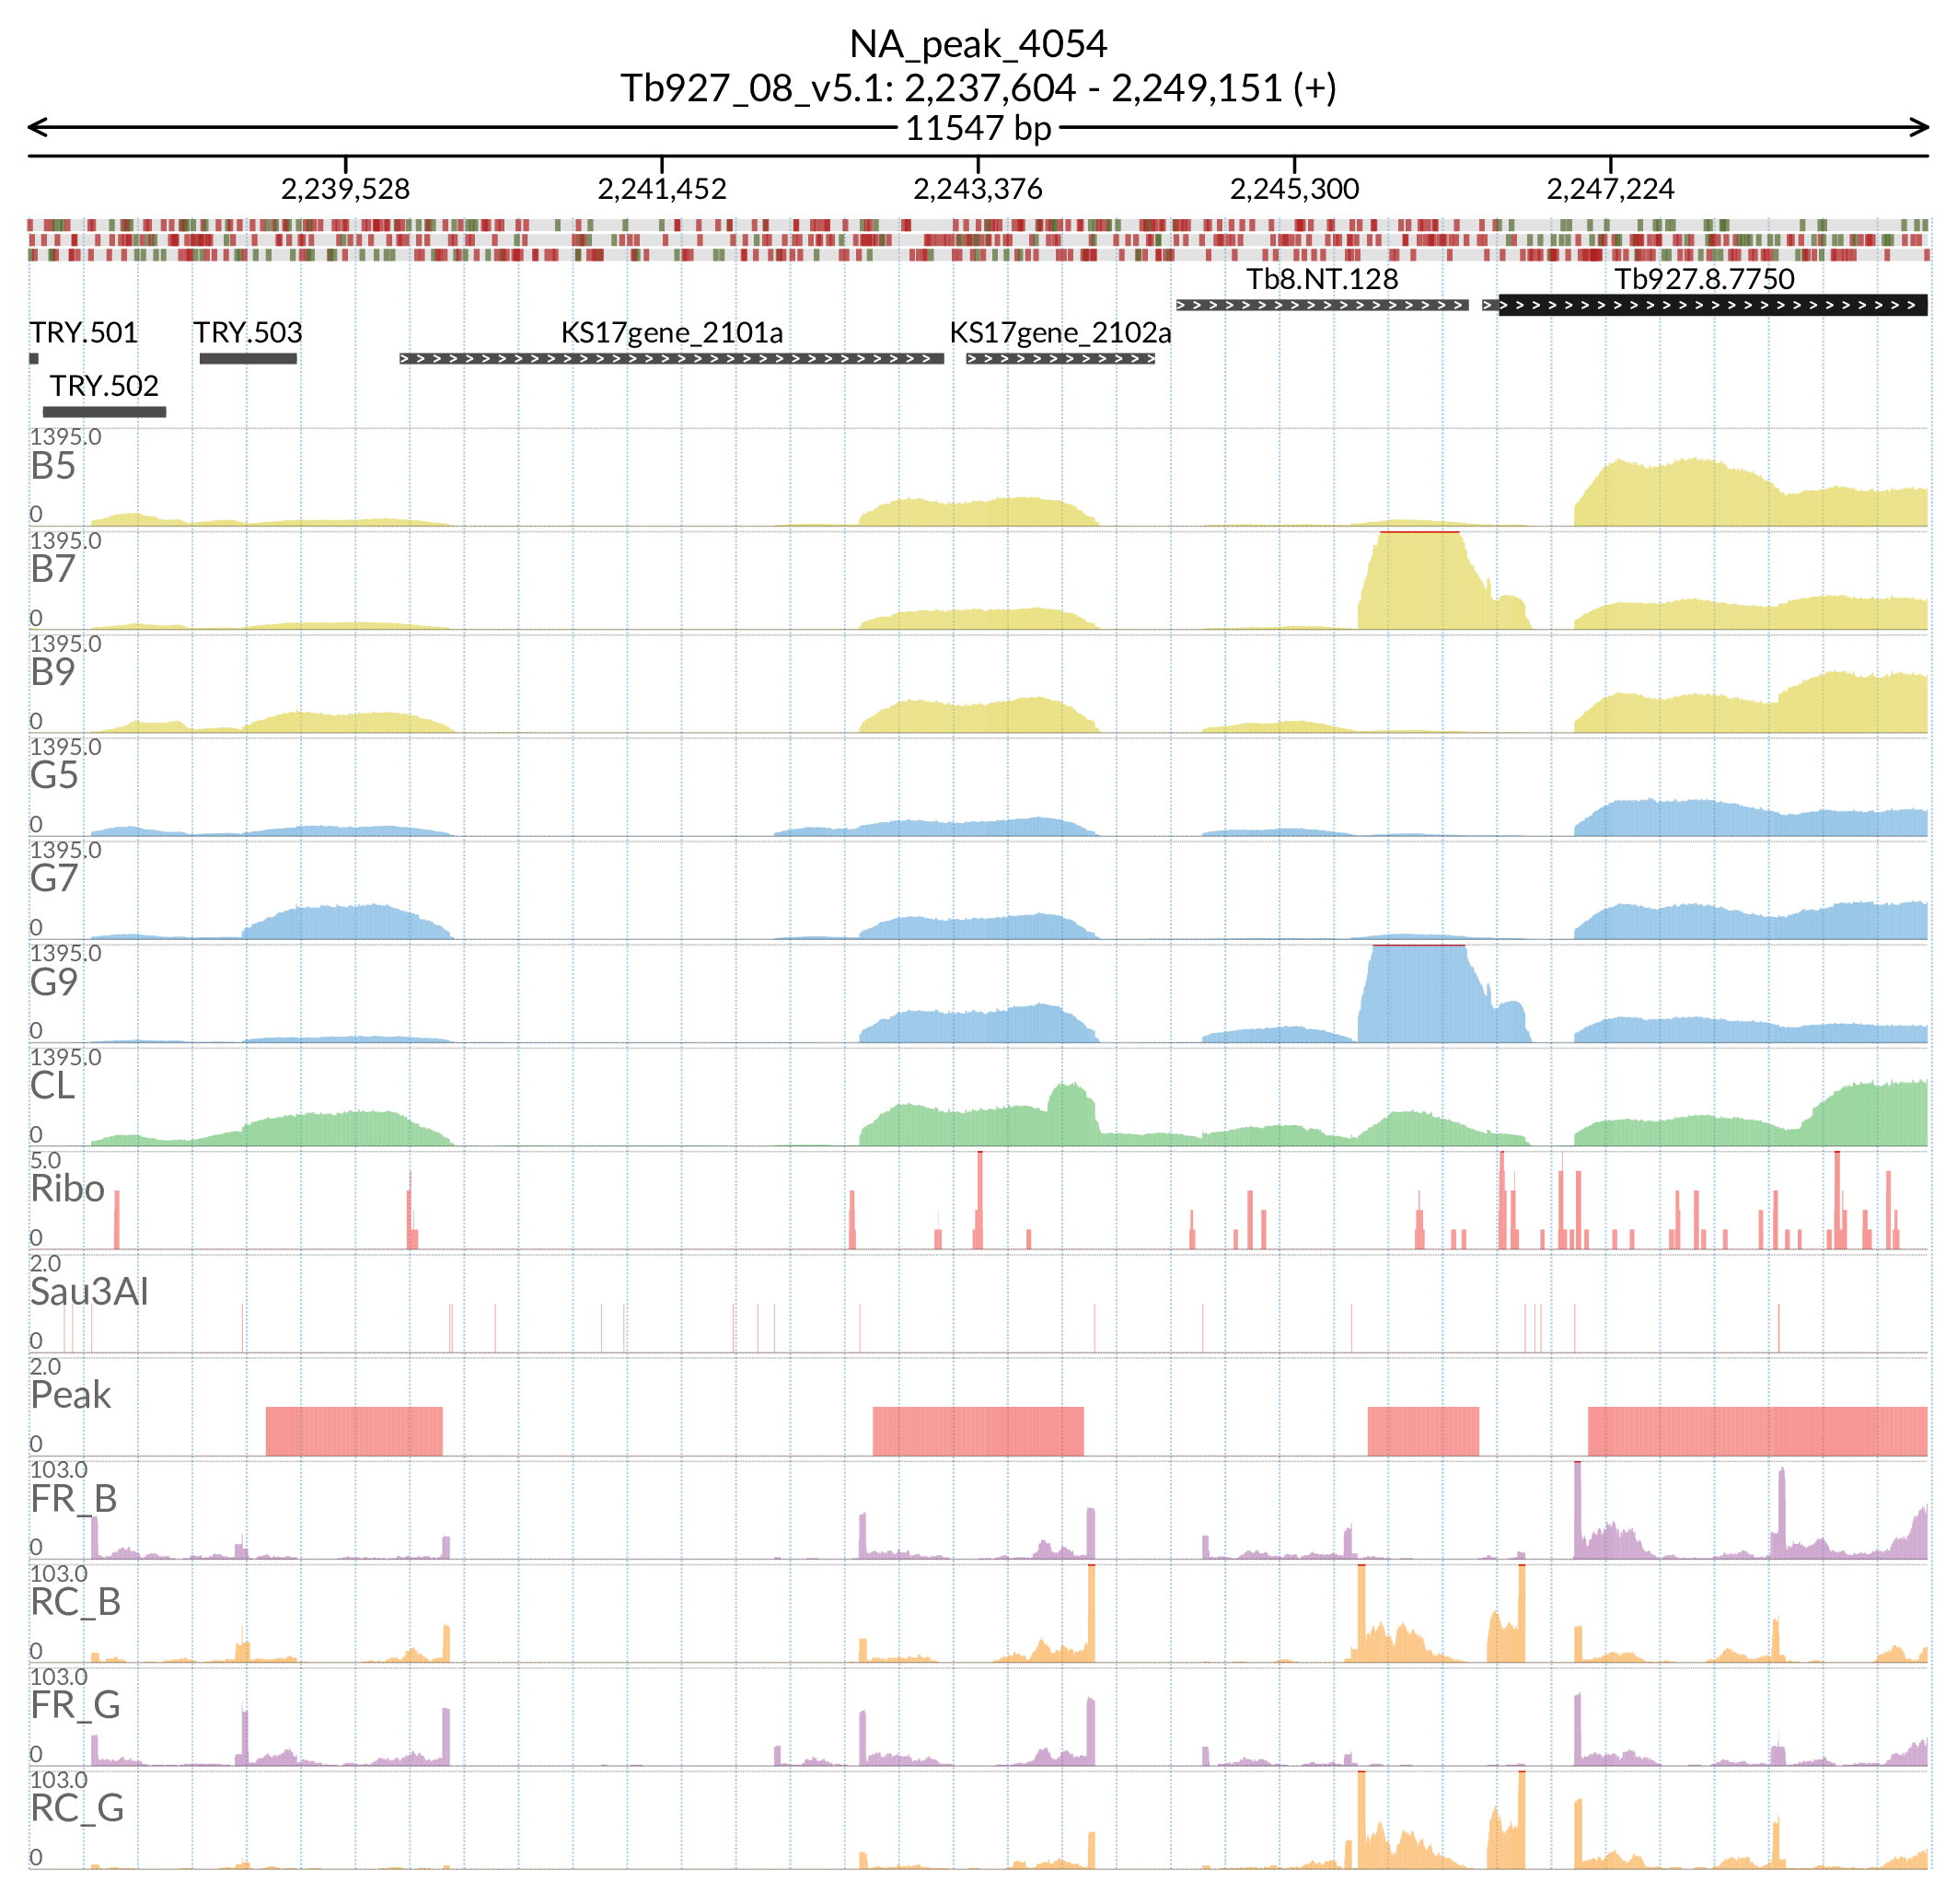 NA_peak_4054
Tb927_08_v5.1: 2,237,604 - 2,249,151 (+)
11547 bp
2,239,528 2,241,452 2,243,376 2,245,300 2,247,224
Tb8.NT.128 Tb927.8.7750
TRY.501 TRY.503 KS17gene_2101a KS17gene_2102a
TRY.502
1395.0
B5
0
1395.0
B7
0
1395.0
B9
0
1395.0
G5
0
1395.0
G7
0
1395.0
G9
0
1395.0
CL
0
5.0
Ribo
0
2.0
Sau3AI
0
2.0
Peak
0
103.0
FR_B
0
103.0
RC_B
0
103.0
FR_G
0
103.0
RC_G
0